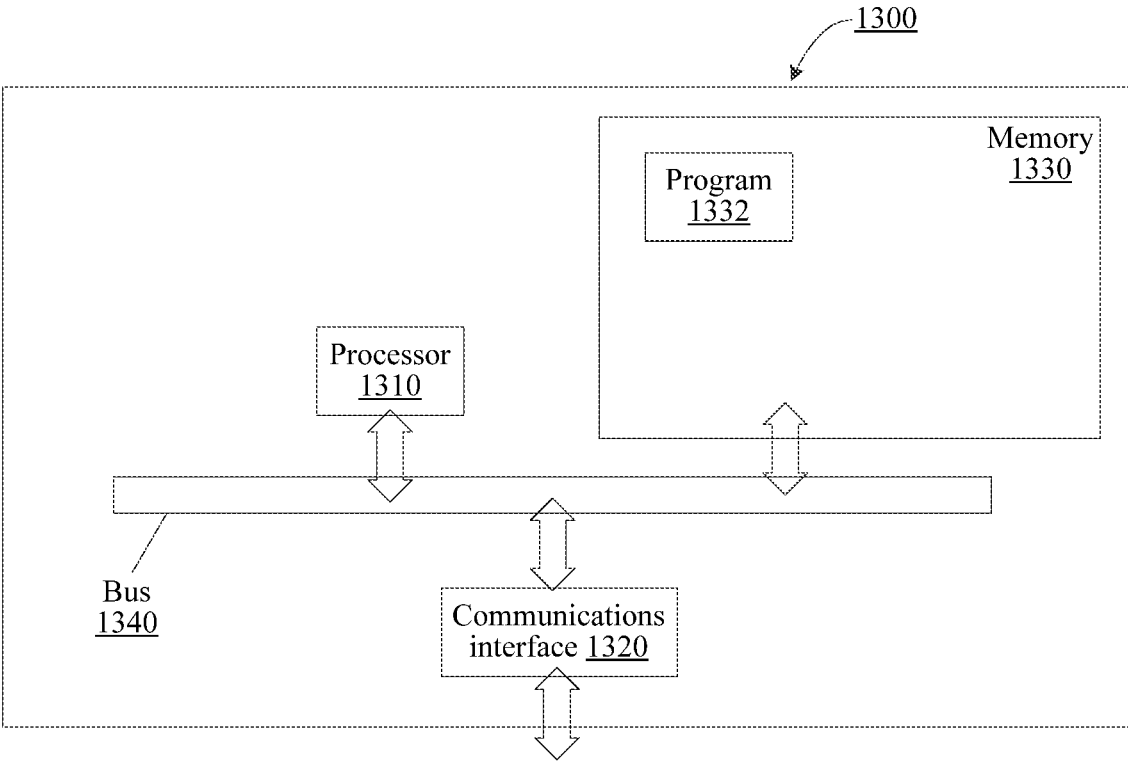 1300
Memory
1330
Program
1332
Processor
1310
Bus
1340
Communications
interface 1320